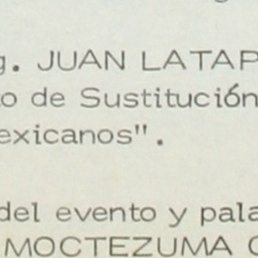 g. JUAN LATAP
o de Sustitución
exicanos".
del evento y pala
MOCTEZUMA